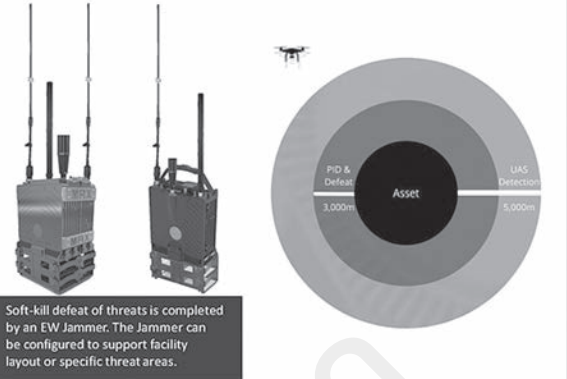 PID &
Defeat
3,000m
Asset
UAS
Detection
5,000m
Soft-kill defeat of threats is completed
by an EW Jammer. The Jammer can
be configured to support facility
layout or specific threat areas.